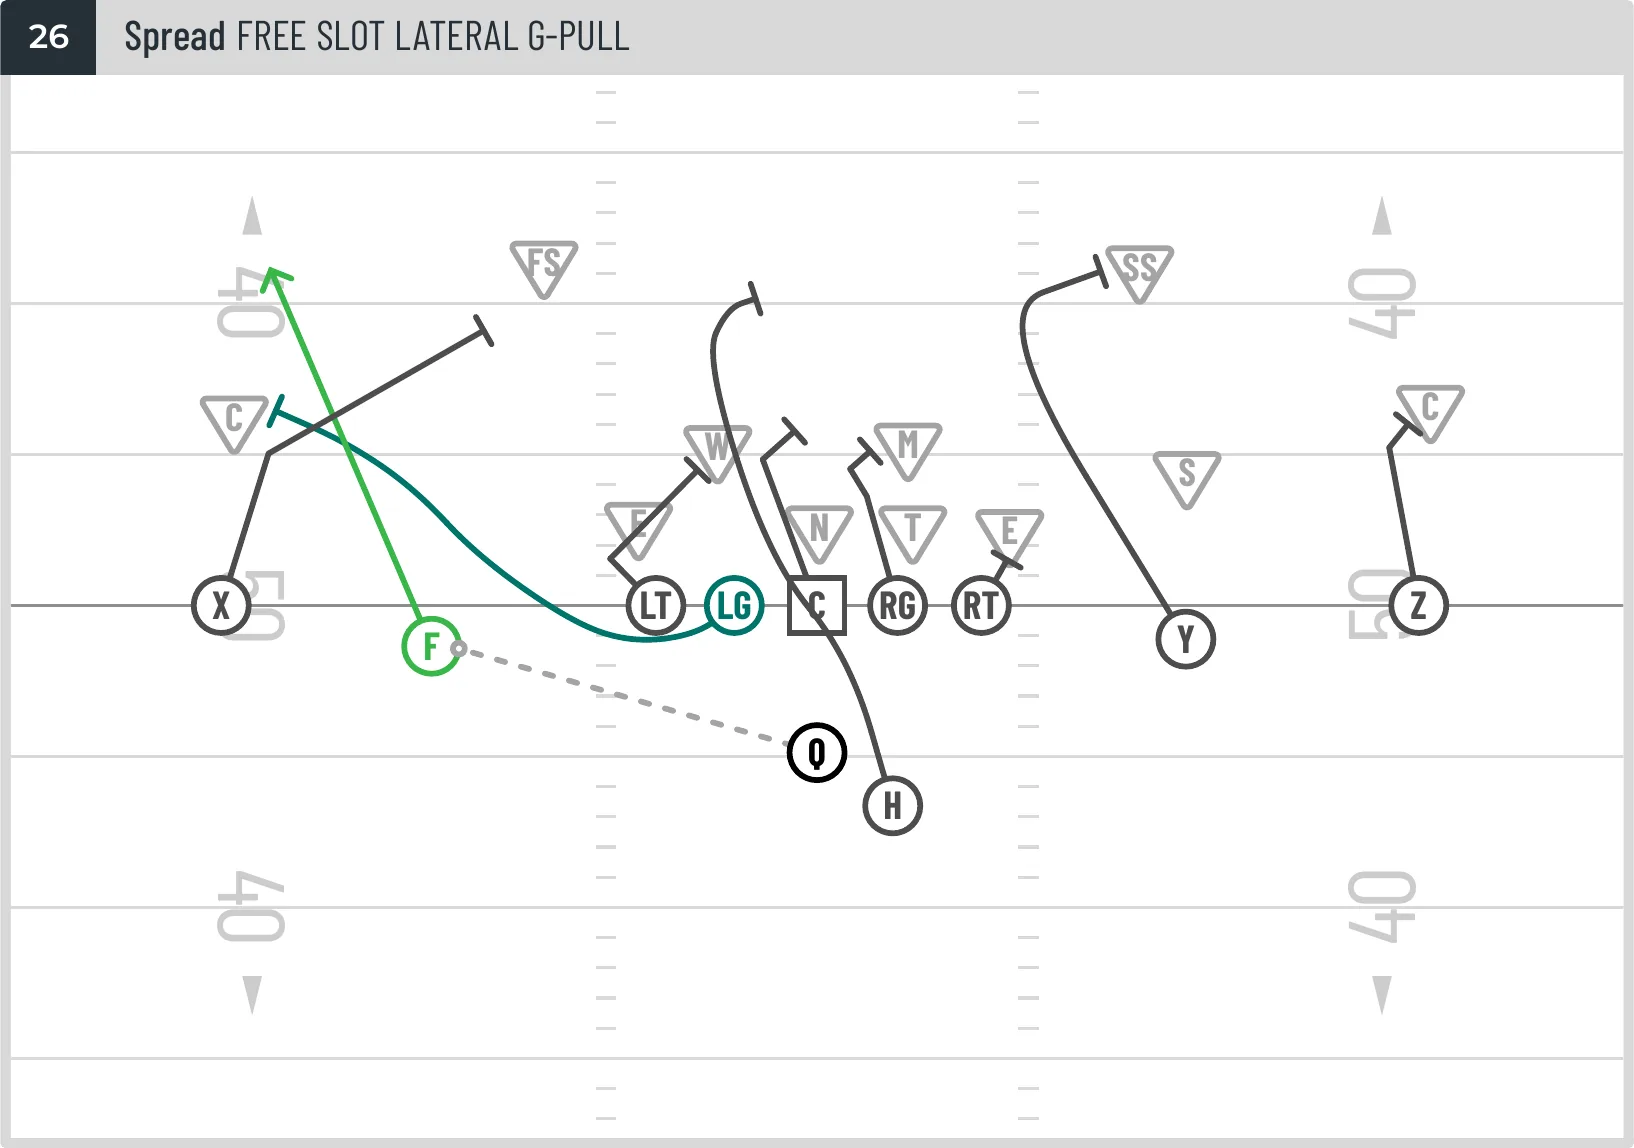 26 Spread FREE SLOT LATERAL G-PULL
FS SS
40 40
C C
W M
S
E N T E
X 50 LT LG C RG RT 50 Z
F Y
Q
H
40 40